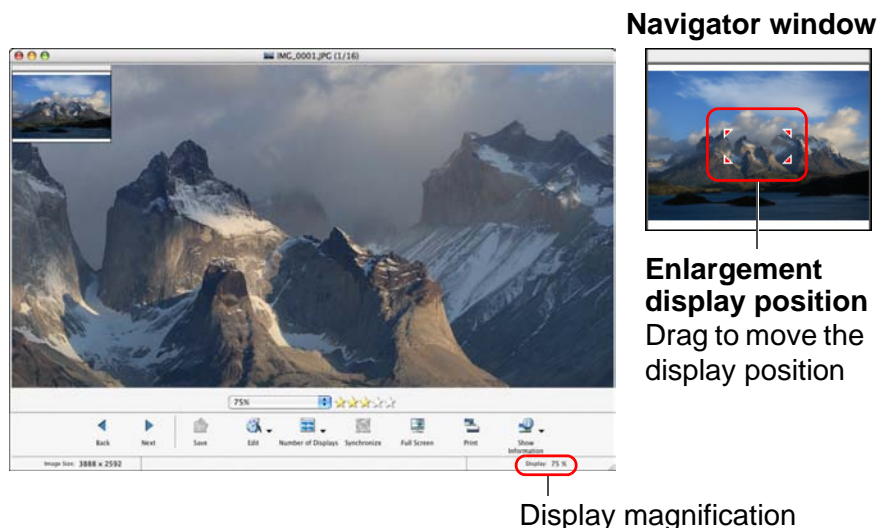 Navigator window
IMG_0001.JPG (1/16)
Enlargement
display position
Drag to move the
display position
75%
Back
Next
Save
Edit
Number of Displays
Synchronize
Full Screen
Print
Show
Information
Image Size: 3888 x 2592
Display: 75 %
Display magnification